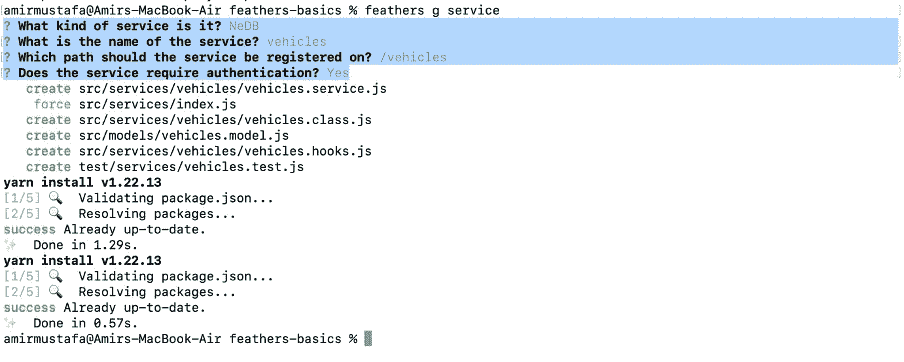 amirmustafa@Amirs-MacBook-Air feathers-basics % feathers g service
? What kind of service is it? NeDB
? What is the name of the service? vehicles
? Which path should the service be registered on? /vehicles
? Does the service require authentication? Yes
create src/services/vehicles/vehicles.service.js
force src/services/index.js
create src/services/vehicles/vehicles.class.js
create src/models/vehicles.model.js
create src/services/vehicles/vehicles.hooks.js
create test/services/vehicles.test.js
yarn install v1.22.13
[1/5] 🔍 Validating package.json...
[2/5] 🔍 Resolving packages...
success Already up-to-date.
✨ Done in 1.29s.
yarn install v1.22.13
[1/5] 🔍 Validating package.json...
[2/5] 🔍 Resolving packages...
success Already up-to-date.
✨ Done in 0.57s.
amirmustafa@Amirs-MacBook-Air feathers-basics %